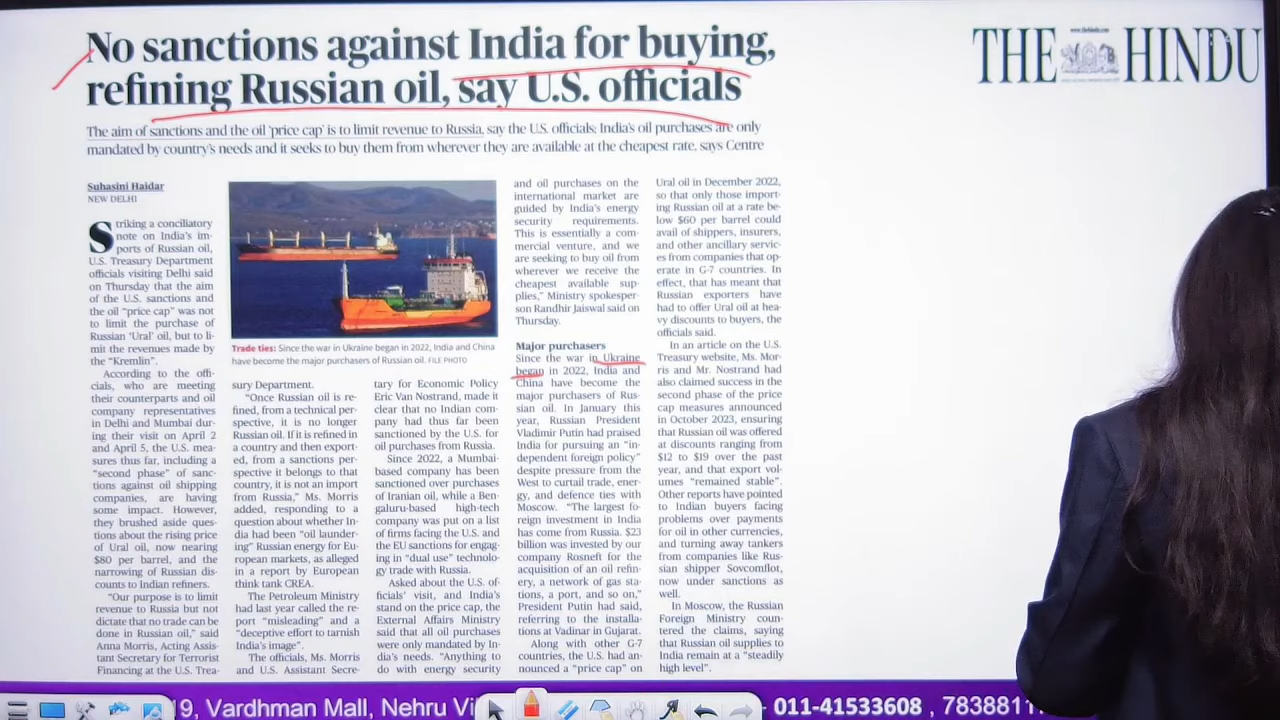 No sanctions against India for buying,
refining Russian oil, say U.S. officials
THE HINDU
The aim of sanctions and the oil 'price cap' is to limit revenue to Russia, say the U.S. officials; India's oil purchases are only
mandated by country's needs and it seeks to buy them from wherever they are available at the cheapest rate, says Centre
Suhasini Haidar
NEW DELHI
Striking a conciliatory
note on India's im-
ports of Russian oil,
U.S. Treasury Department
officials visiting Delhi said
on Thursday that the aim
of the U.S. sanctions and
the oil "price cap" was not
to limit the purchase of
Russian 'Ural' oil, but to li-
mit the revenues made by
the "Kremlin".
According to the offi-
cials, who are meeting
their counterparts and oil
company representatives
in Delhi and Mumbai dur-
ing their visit on April 2
and April 5, the U.S. mea-
sures thus far, including a
"second phase" of sanc-
tions against oil shipping
companies, are having
some impact. However,
they brushed aside ques-
tions about the rising price
of Ural oil, now nearing
$80 per barrel, and the
narrowing of Russian dis-
counts to Indian refiners.
"Our purpose is to limit
revenue to Russia but not
dictate that no trade can be
done in Russian oil," said
Anna Morris, Acting Assis-
tant Secretary for Terrorist
Financing at the U.S. Trea-
Trade ties: Since the war in Ukraine began in 2022, India and China
have become the major purchasers of Russian oil. FILE PHOTO
sury Department.
"Once Russian oil is re-
fined, from a technical per-
spective, it is no longer
Russian oil. If it is refined in
a country and then export-
ed, from a sanctions per-
spective it belongs to that
country, it is not an import
from Russia," Ms. Morris
added, responding to a
question about whether In-
dia had been "oil launder-
ing" Russian energy for Eu-
ropean markets, as alleged
in a report by European
think tank CREA.
The Petroleum Ministry
had last year called the re-
port "misleading" and a
"deceptive effort to tarnish
India's image".
The officials, Ms. Morris
and U.S. Assistant Secre-
tary for Economic Policy
Eric Van Nostrand, made it
clear that no Indian com-
pany had thus far been
sanctioned by the U.S. for
oil purchases from Russia.
Since 2022, a Mumbai-
based company has been
sanctioned over purchases
of Iranian oil, while a Ben-
galuru-based high-tech
company was put on a list
of firms facing the U.S. and
the EU sanctions for engag-
ing in "dual use" technolo-
gy trade with Russia.
Asked about the U.S. of-
ficials' visit, and India's
stand on the price cap, the
External Affairs Ministry
said that all oil purchases
were only mandated by In-
dia's needs. "Anything to
do with energy security
and oil purchases on the
international market are
guided by India's energy
security requirements.
This is essentially a com-
mercial venture, and we
are seeking to buy oil from
wherever we receive the
cheapest available sup-
plies," Ministry spokesper-
son Randhir Jaiswal said on
Thursday.
Major purchasers
Since the war in Ukraine
began in 2022, India and
China have become the
major purchasers of Rus-
sian oil. In January this
year, Russian President
Vladimir Putin had praised
India for pursuing an "in-
dependent foreign policy"
despite pressure from the
West to curtail trade, ener-
gy, and defence ties with
Moscow. "The largest fo-
reign investment in India
has come from Russia. $23
billion was invested by our
company Rosneft for the
acquisition of an oil refin-
ery, a network of gas sta-
tions, a port, and so on,"
President Putin had said,
referring to the installa-
tions at Vadinar in Gujarat.
Along with other G-7
countries, the U.S. had an-
nounced a "price cap" on
Ural oil in December 2022,
so that only those import-
ing Russian oil at a rate be-
low $60 per barrel could
avail of shippers, insurers,
and other ancillary servic-
es from companies that op-
erate in G-7 countries. In
effect, that has meant that
Russian exporters have
had to offer Ural oil at hea-
vy discounts to buyers, the
officials said.
In an article on the U.S.
Treasury website, Ms. Mor-
ris and Mr. Nostrand had
also claimed success in the
second phase of the price
cap measures announced
in October 2023, ensuring
that Russian oil was offered
at discounts ranging from
$12 to $19 over the past
year, and that export vol-
umes "remained stable".
Other reports have pointed
to Indian buyers facing
problems over payments
for oil in other currencies,
and turning away tankers
from companies like Rus-
sian shipper Sovcomflot,
now under sanctions as
well.
In Moscow, the Russian
Foreign Ministry coun-
tered the claims, saying
that Russian oil supplies to
India remain at a "steadily
high level".
9, Vardhman Mall, Nehru Vi
011-41533608 , 7838811